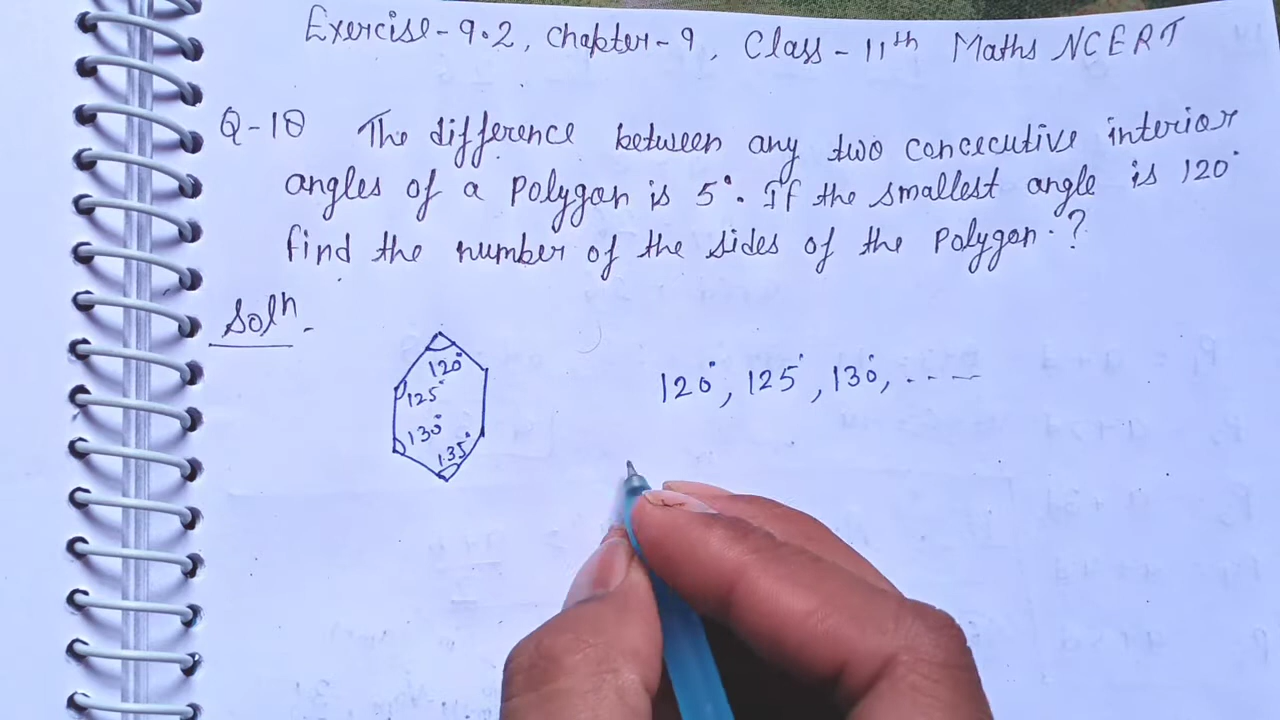 Exercise - 9.2, Chapter - 9, Class - 11th Maths NCERT
Q-18 The difference between any two concecutive interior
angles of a polygon is 5°. If the smallest angle is 120°
find the number of the sides of the polygon.?
Solⁿ.
120°
125°
130°
135°
120°, 125°, 130°, ----